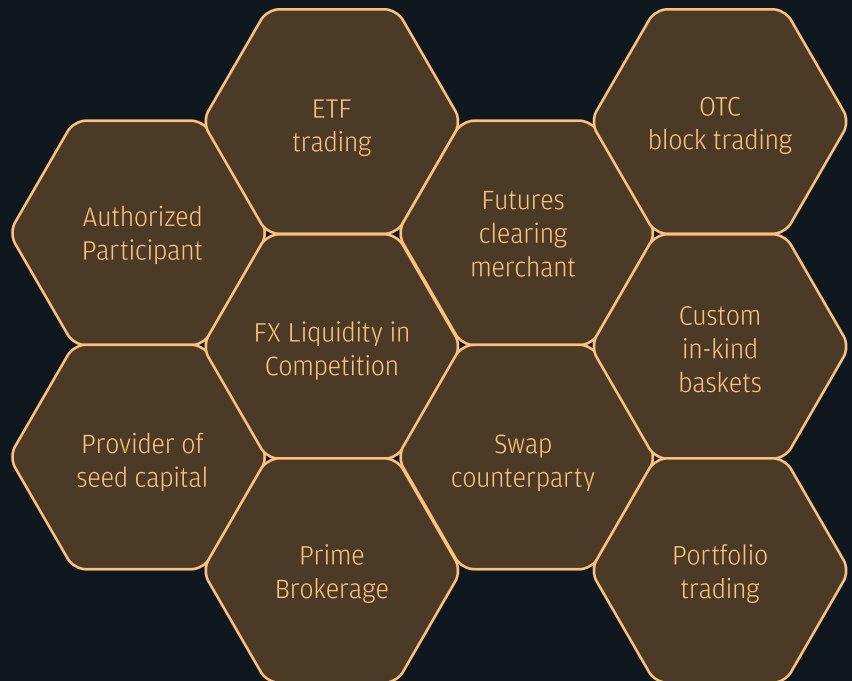 ETF
trading
OTC
block trading
Authorized
Participant
Futures
clearing
merchant
FX Liquidity in
Competition
Custom
in-kind
baskets
Provider of
seed capital
Swap
counterparty
Prime
Brokerage
Portfolio
trading